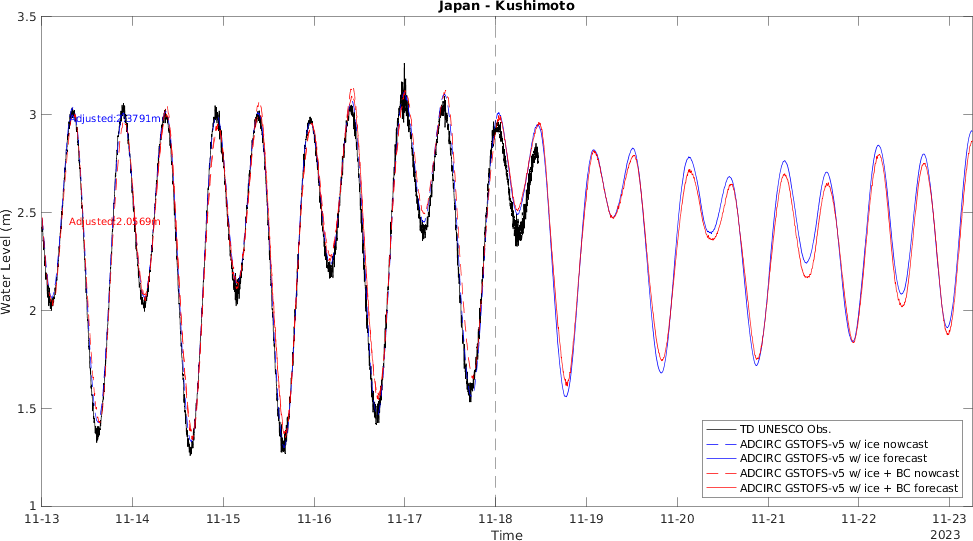 Japan - Kushimoto
3.5
3
2.5
2
1.5
1
Water Level (m)
Adjusted:2.3791m
Adjusted:2.0569m
TD UNESCO Obs.
ADCIRC GSTOFS-v5 w/ ice nowcast
ADCIRC GSTOFS-v5 w/ ice forecast
ADCIRC GSTOFS-v5 w/ ice + BC nowcast
ADCIRC GSTOFS-v5 w/ ice + BC forecast
11-13 11-14 11-15 11-16 11-17 11-18 11-19 11-20 11-21 11-22 11-23
2023
Time